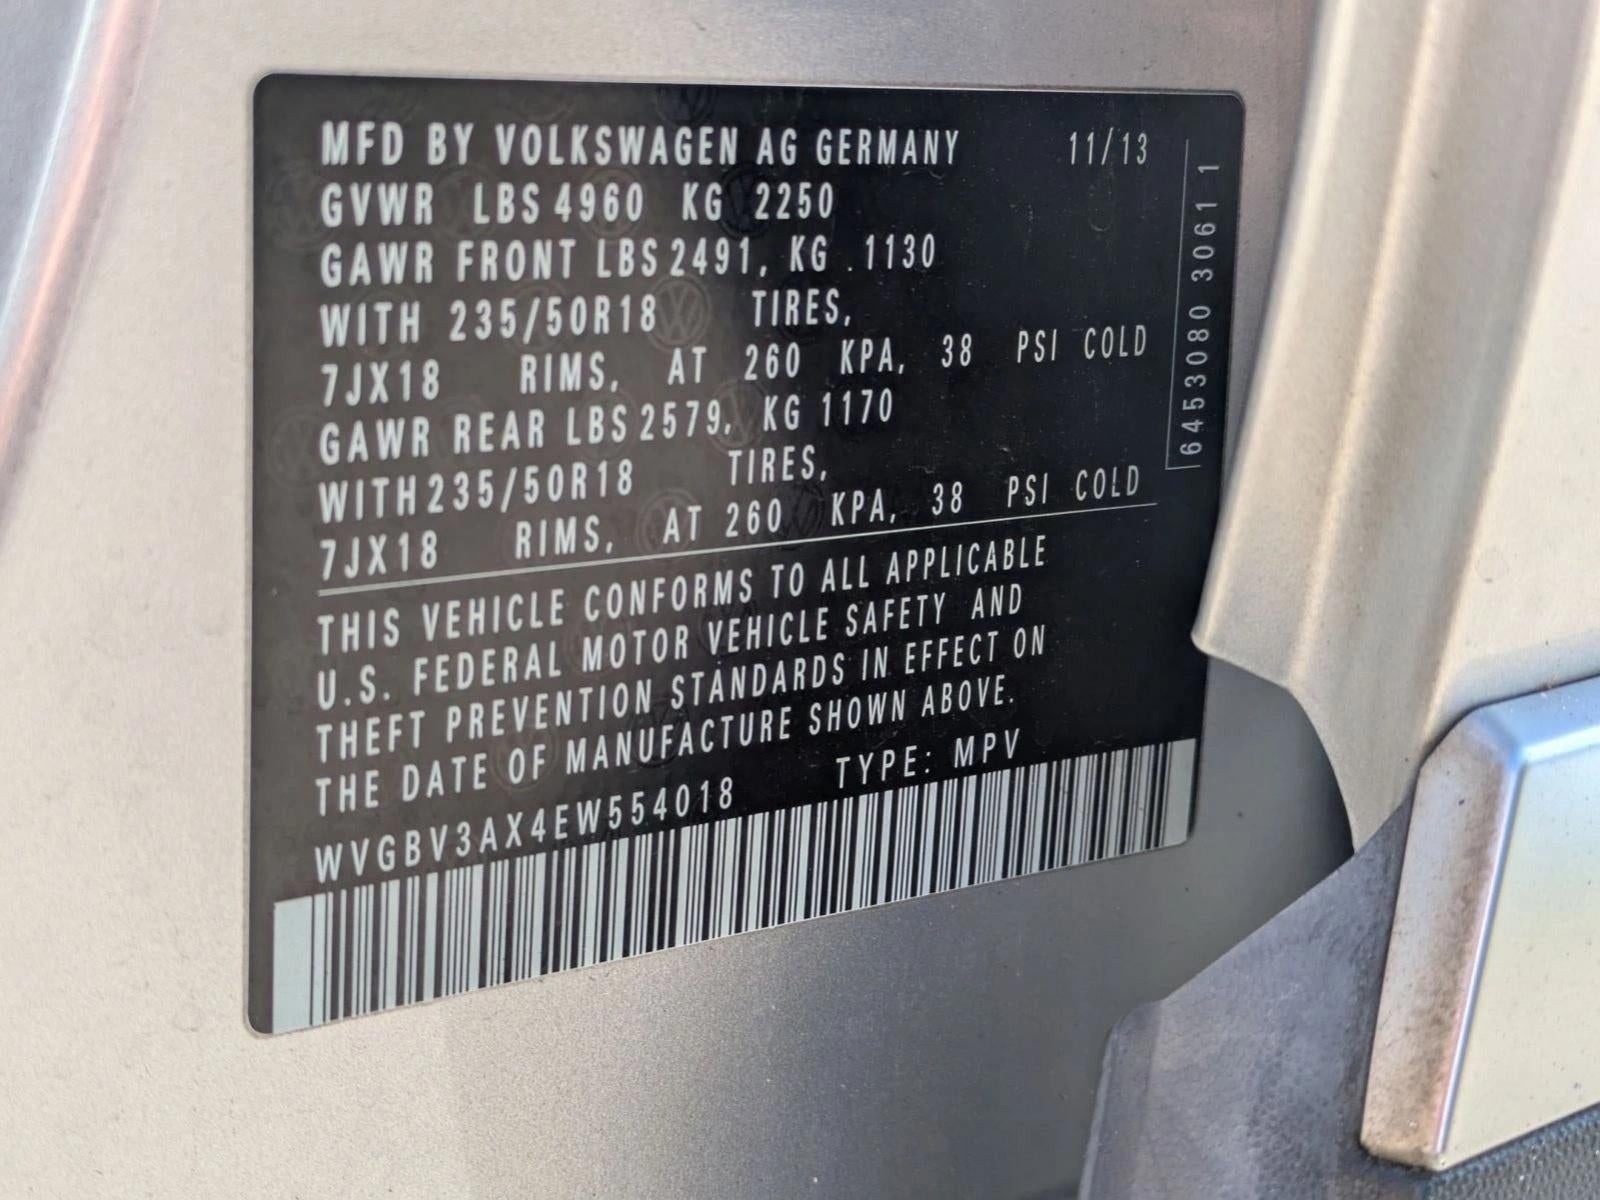 MFD BY VOLKSWAGEN AG GERMANY 11/13
GVWR LBS 4960 KG 2250
GAWR FRONT LBS 2491, KG .1130
WITH 235/50R18 TIRES,
7JX18 RIMS, AT 260 KPA, 38 PSI COLD
GAWR REAR LBS 2579, KG 1170
WITH 235/50R18 TIRES,
7JX18 RIMS, AT 260 KPA, 38 PSI COLD
THIS VEHICLE CONFORMS TO ALL APPLICABLE
U.S. FEDERAL MOTOR VEHICLE SAFETY AND
THEFT PREVENTION STANDARDS IN EFFECT ON
THE DATE OF MANUFACTURE SHOWN ABOVE.
WVGBV3AX4EW554018 TYPE: MPV
6453080 3061 1